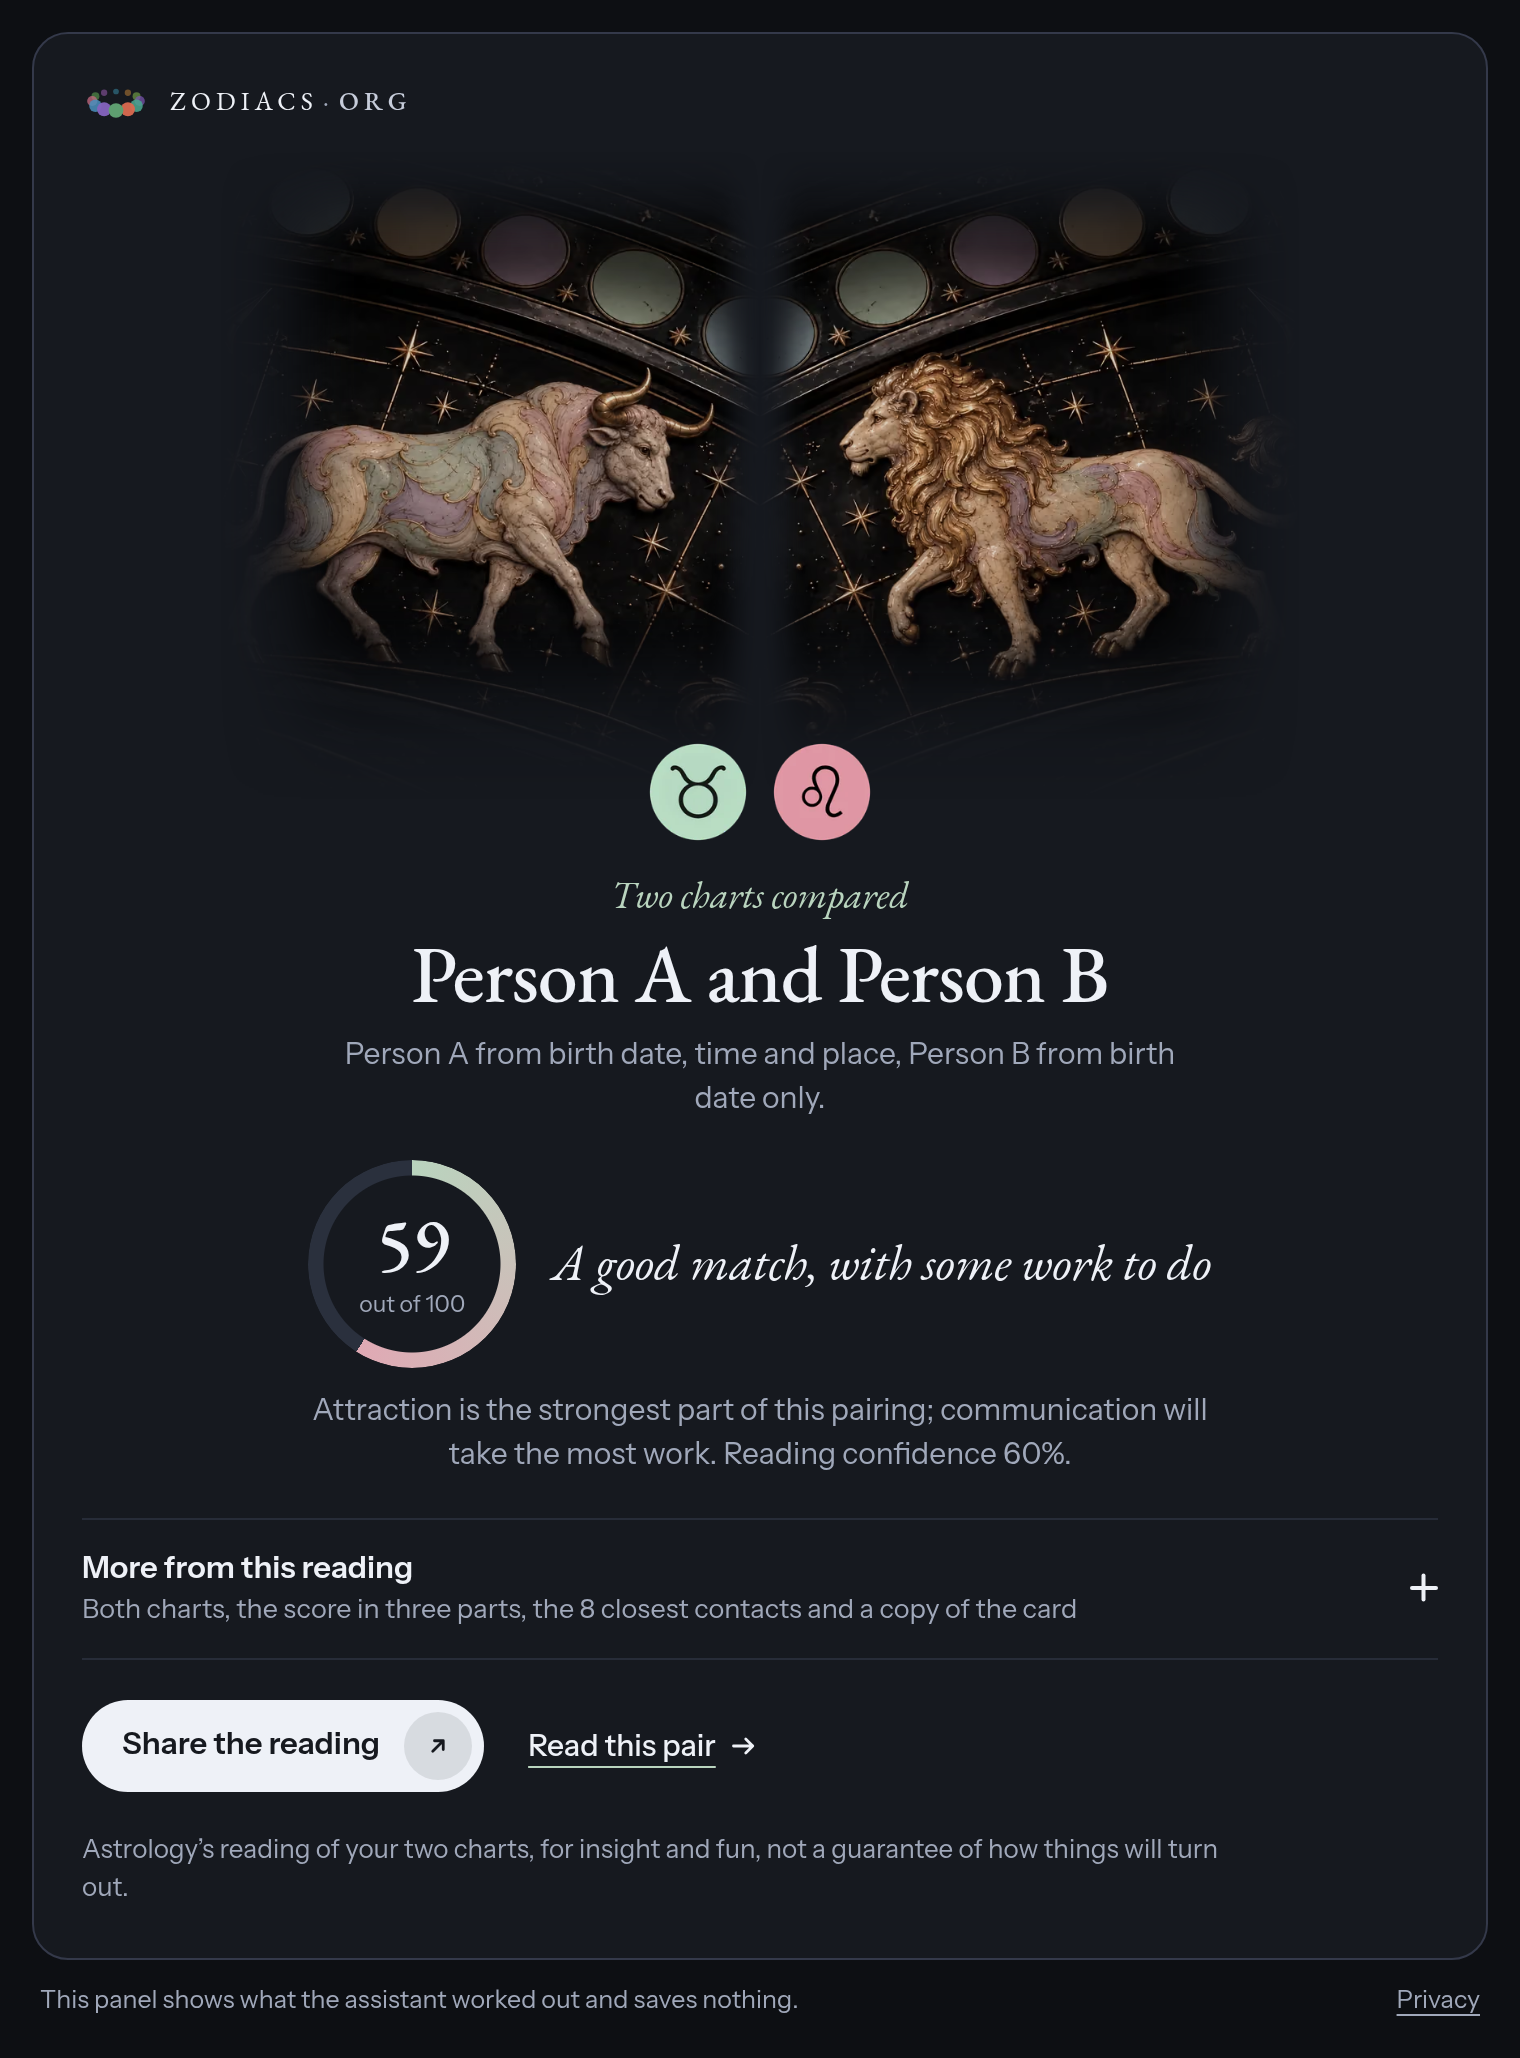 ZODIACS · ORG
♉ ♌
Two charts compared
Person A and Person B
Person A from birth date, time and place, Person B from birth
date only.
59
out of 100
A good match, with some work to do
Attraction is the strongest part of this pairing; communication will
take the most work. Reading confidence 60%.
More from this reading
Both charts, the score in three parts, the 8 closest contacts and a copy of the card
Share the reading
Read this pair →
Astrology’s reading of your two charts, for insight and fun, not a guarantee of how things will turn
out.
This panel shows what the assistant worked out and saves nothing.
Privacy